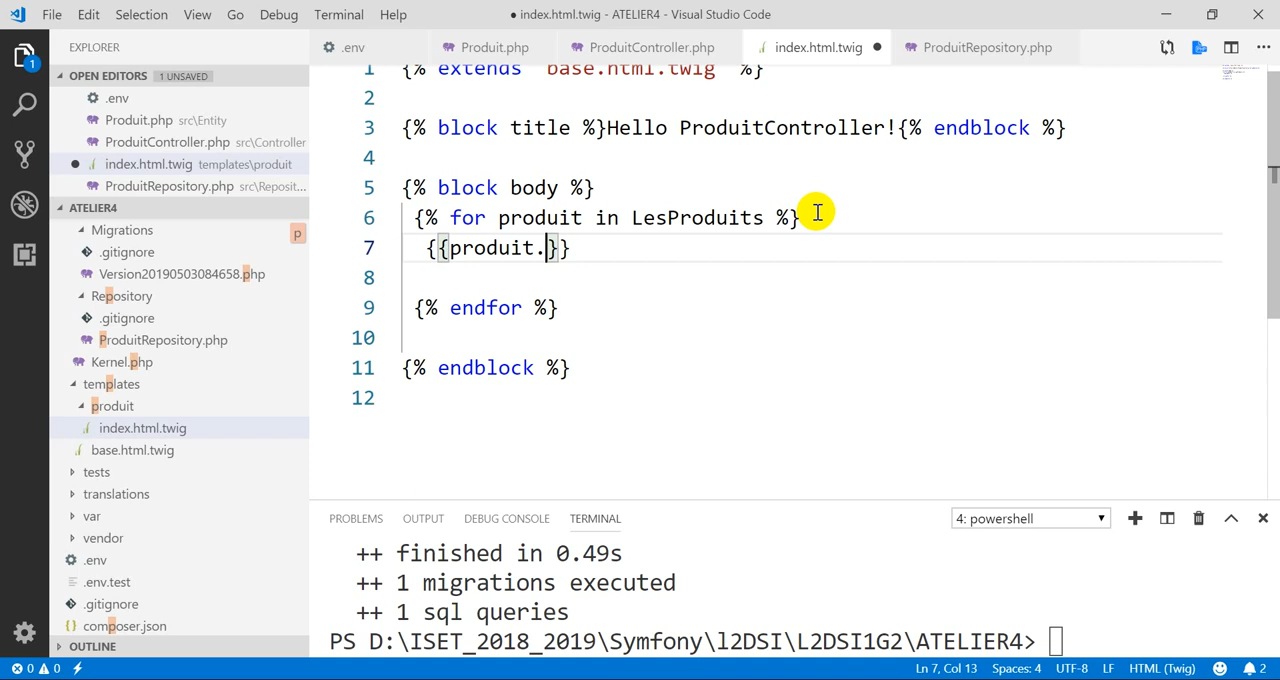 File Edit Selection View Go Debug Terminal Help ● index.html.twig - ATELIER4 - Visual Studio Code
EXPLORER
.env Produit.php ProduitController.php index.html.twig ● ProduitRepository.php
1
OPEN EDITORS 1 UNSAVED
.env
Produit.php src\Entity
ProduitController.php src\Controller
● index.html.twig templates\produit
ProduitRepository.php src\Reposit...
ATELIER4
Migrations p
.gitignore
Version20190503084658.php
Repository
.gitignore
ProduitRepository.php
Kernel.php
templates
produit
index.html.twig
base.html.twig
tests
translations
var
vendor
.env
.env.test
.gitignore
composer.json
OUTLINE
1 {% extends 'base.html.twig' %}
2
3 {% block title %}Hello ProduitController!{% endblock %}
4
5 {% block body %}
6 {% for produit in LesProduits %}
7 {{produit.}}
8
9 {% endfor %}
10
11 {% endblock %}
12
PROBLEMS OUTPUT DEBUG CONSOLE TERMINAL 4: powershell
++ finished in 0.49s
++ 1 migrations executed
++ 1 sql queries
PS D:\ISET_2018_2019\Symfony\l2DSI\L2DSI1G2\ATELIER4>
0 0 Ln 7, Col 13 Spaces: 4 UTF-8 LF HTML (Twig) 2